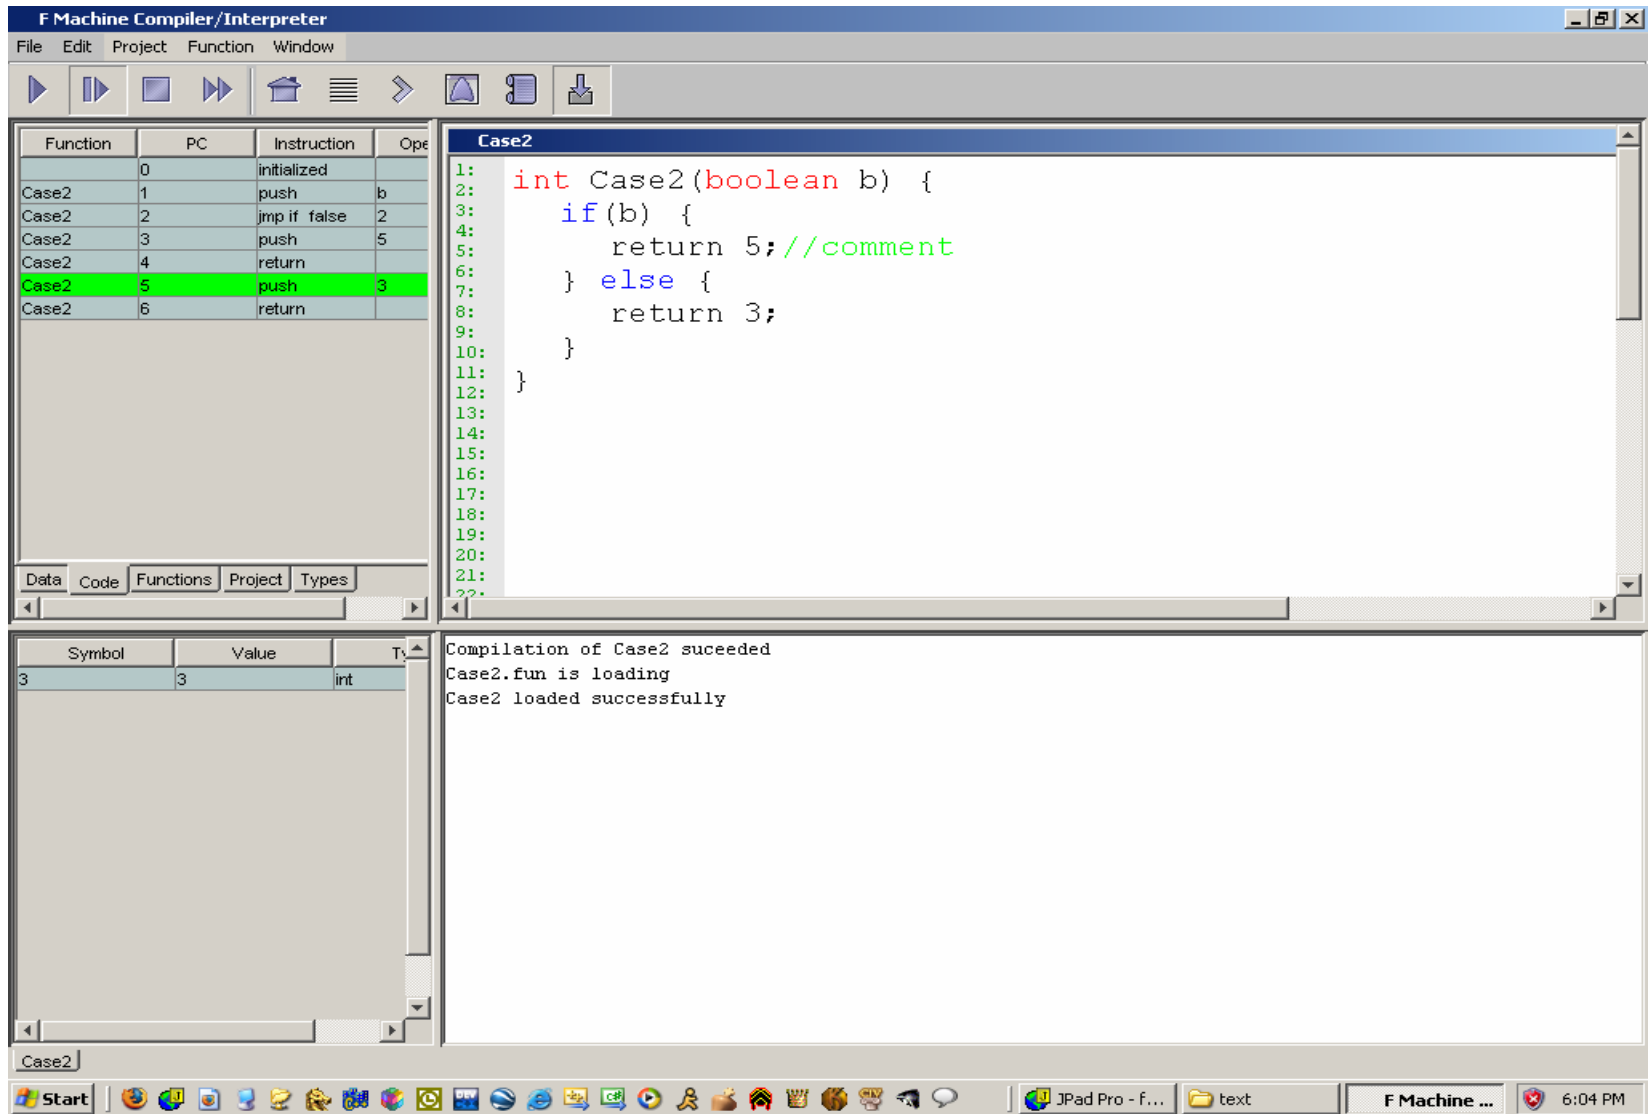 F Machine Compiler/Interpreter
File Edit Project Function Window
Function PC Instruction Ope
0 initialized
Case2 1 push b
Case2 2 jmp if false 2
Case2 3 push 5
Case2 4 return
Case2 5 push 3
Case2 6 return
Data Code Functions Project Types
Case2
1:
2:
3:
4:
5:
6:
7:
8:
9:
10:
11:
12:
13:
14:
15:
16:
17:
18:
19:
20:
21:
22:
int Case2(boolean b) {
if(b) {
return 5;//comment
} else {
return 3;
}
}
Symbol Value Ty
3 3 int
Compilation of Case2 suceeded
Case2.fun is loading
Case2 loaded successfully
Case2
Start JPad Pro - f... text F Machine ... 6:04 PM